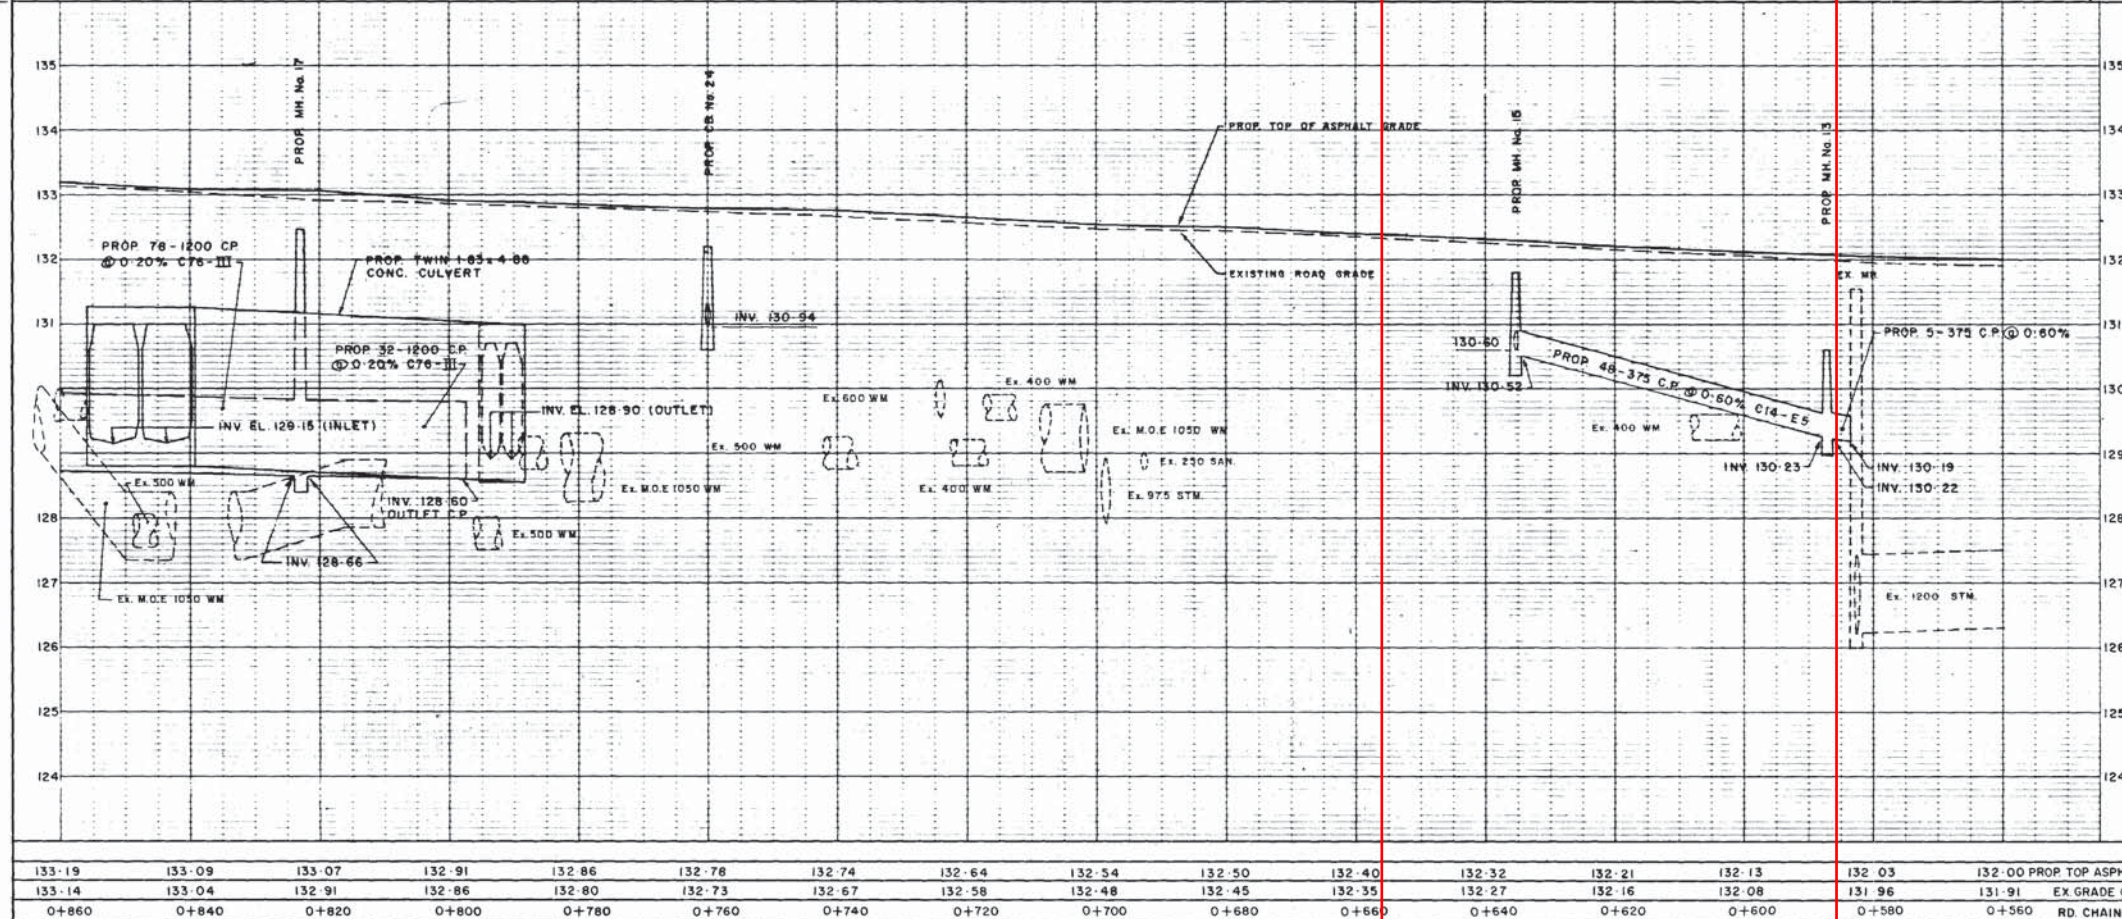 135
134
133
132
131
130
129
128
127
126
125
124
PROP. MH. No. 17
PROP. CB. No. 24
PROP. MH. No. 15
PROP. MH. No. 13
PROP. TOP OF ASPHALT GRADE
EXISTING ROAD GRADE
PROP. 78-1200 C.P.
@ 0·20% C76-III
PROP. TWIN 1·83 x 4·88
CONC. CULVERT
PROP. 32-1200 C.P.
@ 0·20% C76-III
INV. EL. 129·15 (INLET)
INV. EL. 128·90 (OUTLET)
Ex. 500 WM
INV. 128·60
OUTLET C.P.
INV. 128·66
Ex. M.O.E 1050 WM
Ex. 500 WM
Ex. M.O.E 1050 WM
INV. 130·94
Ex. 600 WM
Ex. 500 WM
Ex. 400 WM
Ex. 400 WM
Ex. M.O.E 1050 WM
Ex. 250 SAN.
Ex. 975 STM.
130·60
INV. 130·52
PROP. 48-375 C.P. @ 0·60% C14-E5
Ex. 400 WM
INV. 130·23
EX. MH.
PROP. 5-375 C.P. @ 0·60%
INV. 130·19
INV. 130·22
Ex. 1200 STM.
135
134
133
132
131
130
129
128
127
126
125
124
133·19 133·09 133·07 132·91 132·86 132·78 132·74 132·64 132·54 132·50 132·40 132·32 132·21 132·13 132·03 132·00 PROP. TOP ASPH
133·14 133·04 132·91 132·86 132·80 132·73 132·67 132·58 132·48 132·45 132·35 132·27 132·16 132·08 131·96 131·91 EX. GRADE
0+860 0+840 0+820 0+800 0+780 0+760 0+740 0+720 0+700 0+680 0+660 0+640 0+620 0+600 0+580 0+560 RD. CHAIN